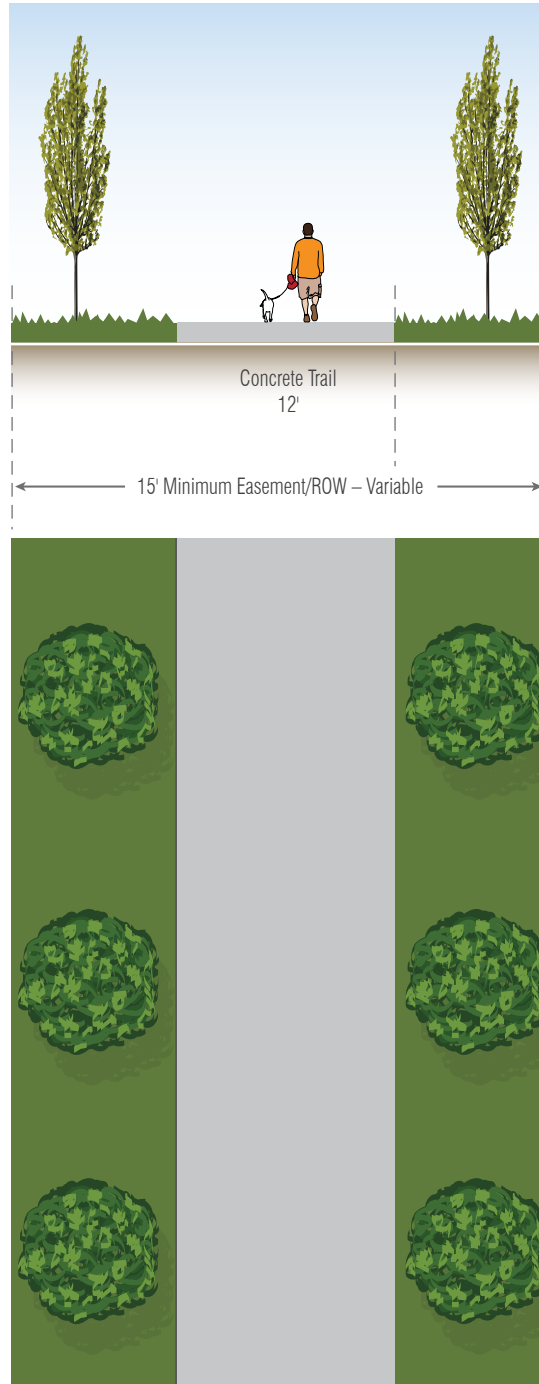 Concrete Trail
12'
15' Minimum Easement/ROW – Variable